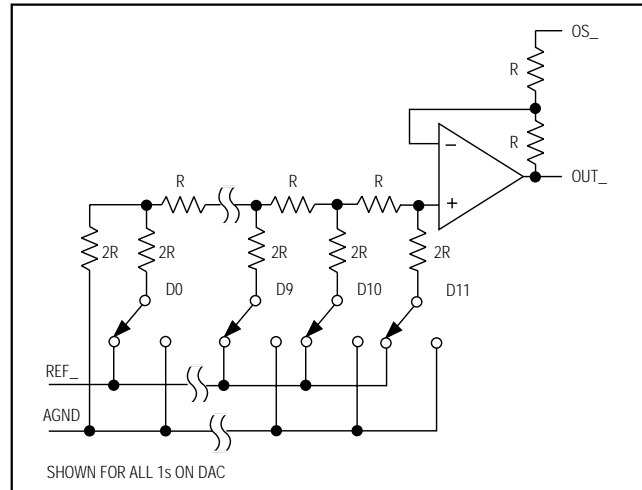 OS_
R
R
−
+
OUT_
R
R
R
2R
2R
2R
2R
2R
D0
D9
D10
D11
REF_
AGND
SHOWN FOR ALL 1s ON DAC